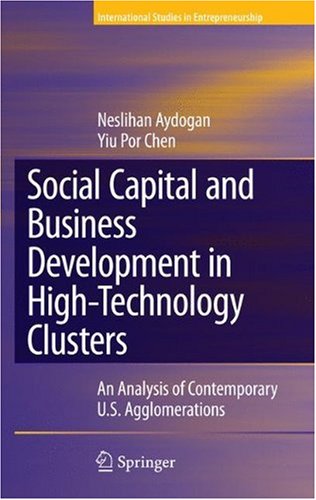 International Studies in Entrepreneurship
Neslihan Aydogan
Yiu Por Chen
Social Capital and
Business
Development in
High-Technology
Clusters
An Analysis of Contemporary
U.S. Agglomerations
Springer